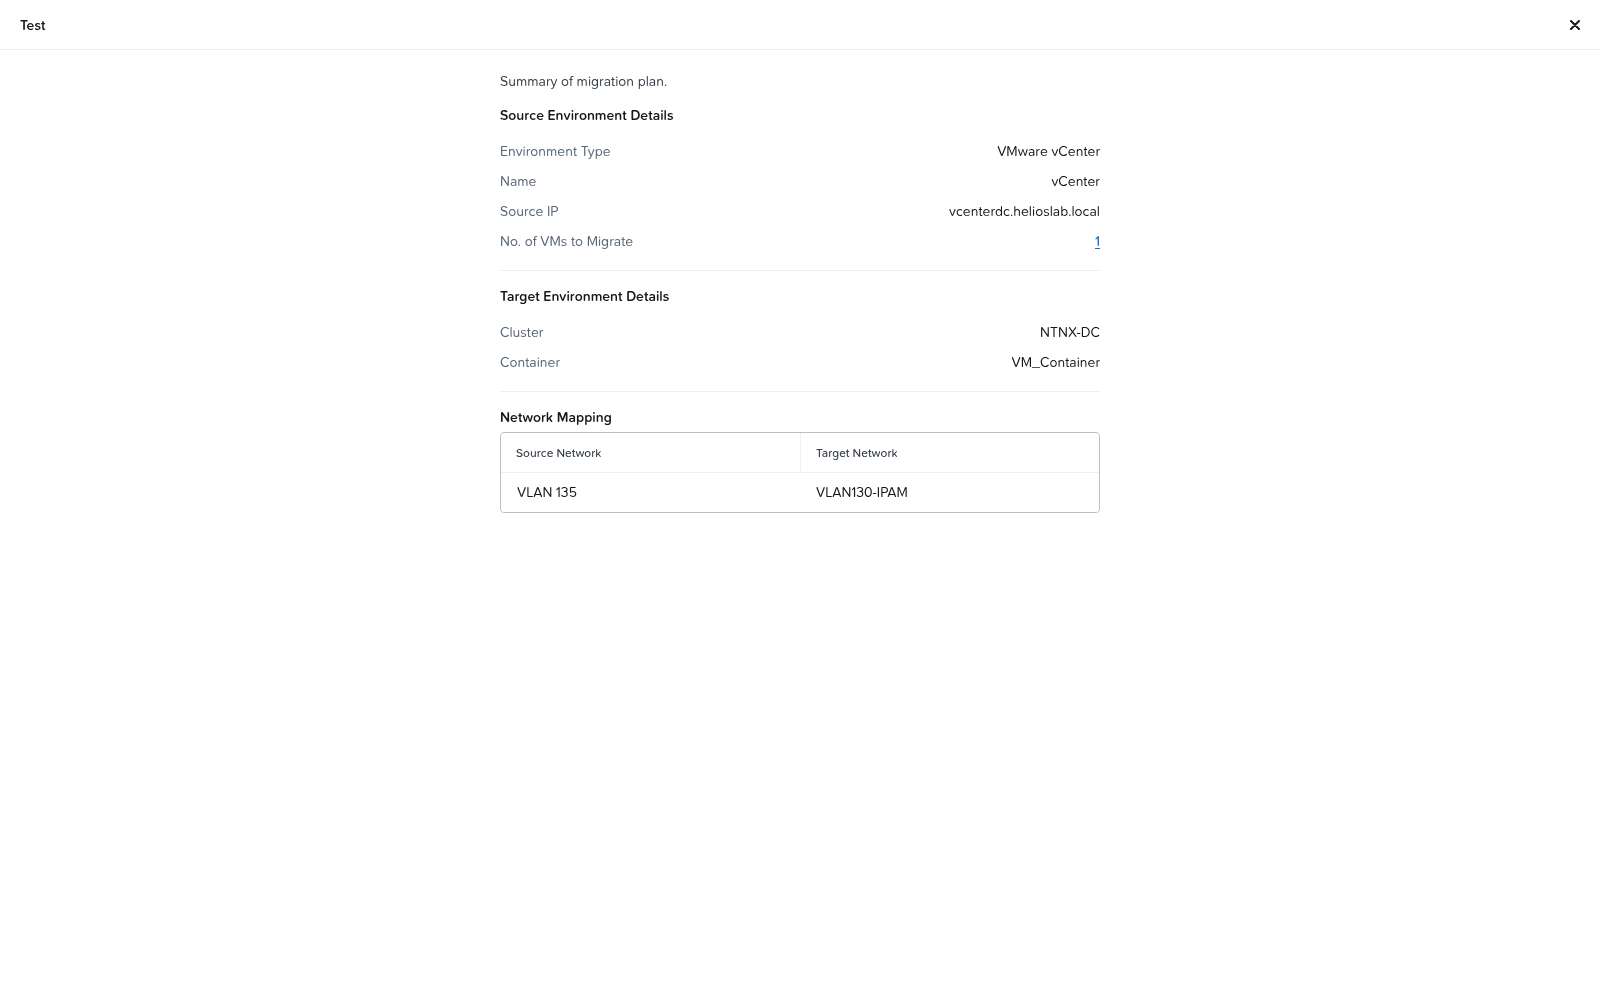 Test
Summary of migration plan.
Source Environment Details
Environment Type VMware vCenter
Name vCenter
Source IP vcenterdc.helioslab.local
No. of VMs to Migrate 1
Target Environment Details
Cluster NTNX-DC
Container VM_Container
Network Mapping
Source Network Target Network
VLAN 135 VLAN130-IPAM